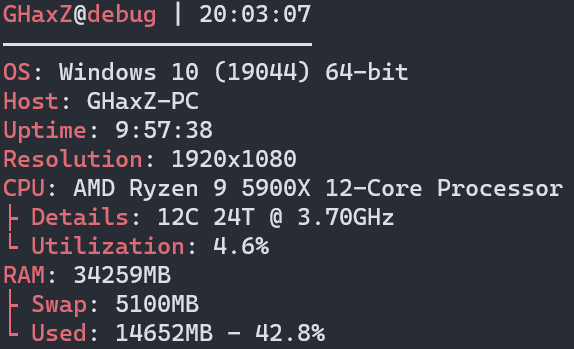 GHaxZ@debug | 20:03:07
OS: Windows 10 (19044) 64-bit
Host: GHaxZ-PC
Uptime: 9:57:38
Resolution: 1920x1080
CPU: AMD Ryzen 9 5900X 12-Core Processor
├ Details: 12C 24T @ 3.70GHz
└ Utilization: 4.6%
RAM: 34259MB
├ Swap: 5100MB
└ Used: 14652MB - 42.8%